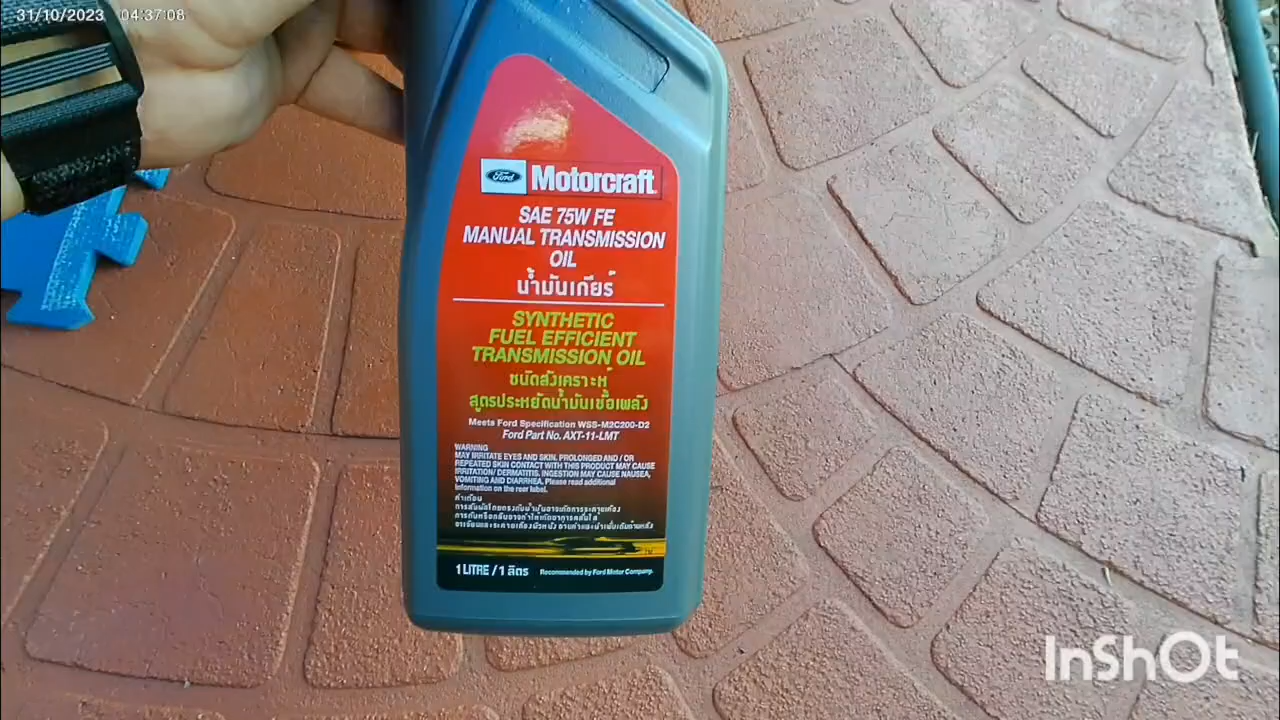 31/10/2023 04:37:08
Ford Motorcraft
SAE 75W FE
MANUAL TRANSMISSION
OIL
น้ำมันเกียร์
SYNTHETIC
FUEL EFFICIENT
TRANSMISSION OIL
ชนิดสังเคราะห์
สูตรประหยัดน้ำมันเชื้อเพลิง
Meets Ford Specification WSS-M2C200-D2
Ford Part No. AXT-11-LMT
WARNING
MAY IRRITATE EYES AND SKIN. PROLONGED AND / OR
REPEATED SKIN CONTACT WITH THIS PRODUCT MAY CAUSE
IRRITATION/ DERMATITIS. INGESTION MAY CAUSE NAUSEA,
VOMITING AND DIARRHEA. Please read additional
information on the rear label.
คำเตือน
TM
1 LITRE / 1 ลิตร Recommended by Ford Motor Company.
InShOt